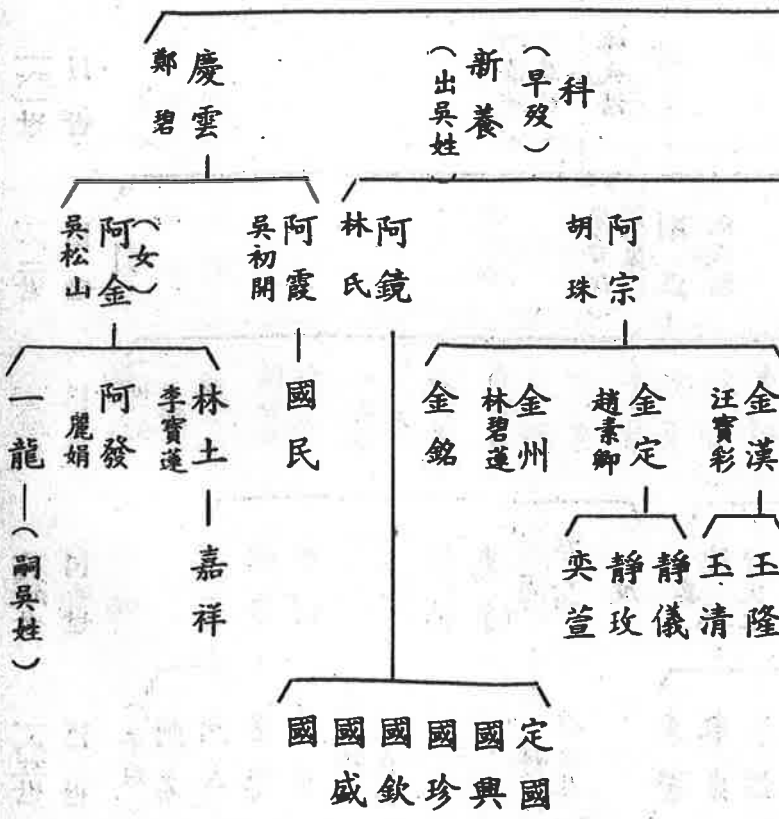 科
（早歿）
新養
（出吳姓）
慶雲
鄭碧
阿宗
胡珠
阿鏡
林氏
阿霞
吳初開
（女）
阿金
吳松山
金漢
汪寶彩
金定
趙素卿
金州
林碧蓮
金銘
國民
林土
李寶蓮
阿發
麗娟
一龍
（嗣吳姓）
玉隆
玉清
靜儀
靜玫
奕萱
嘉祥
定國
國興
國珍
國欽
國盛
國